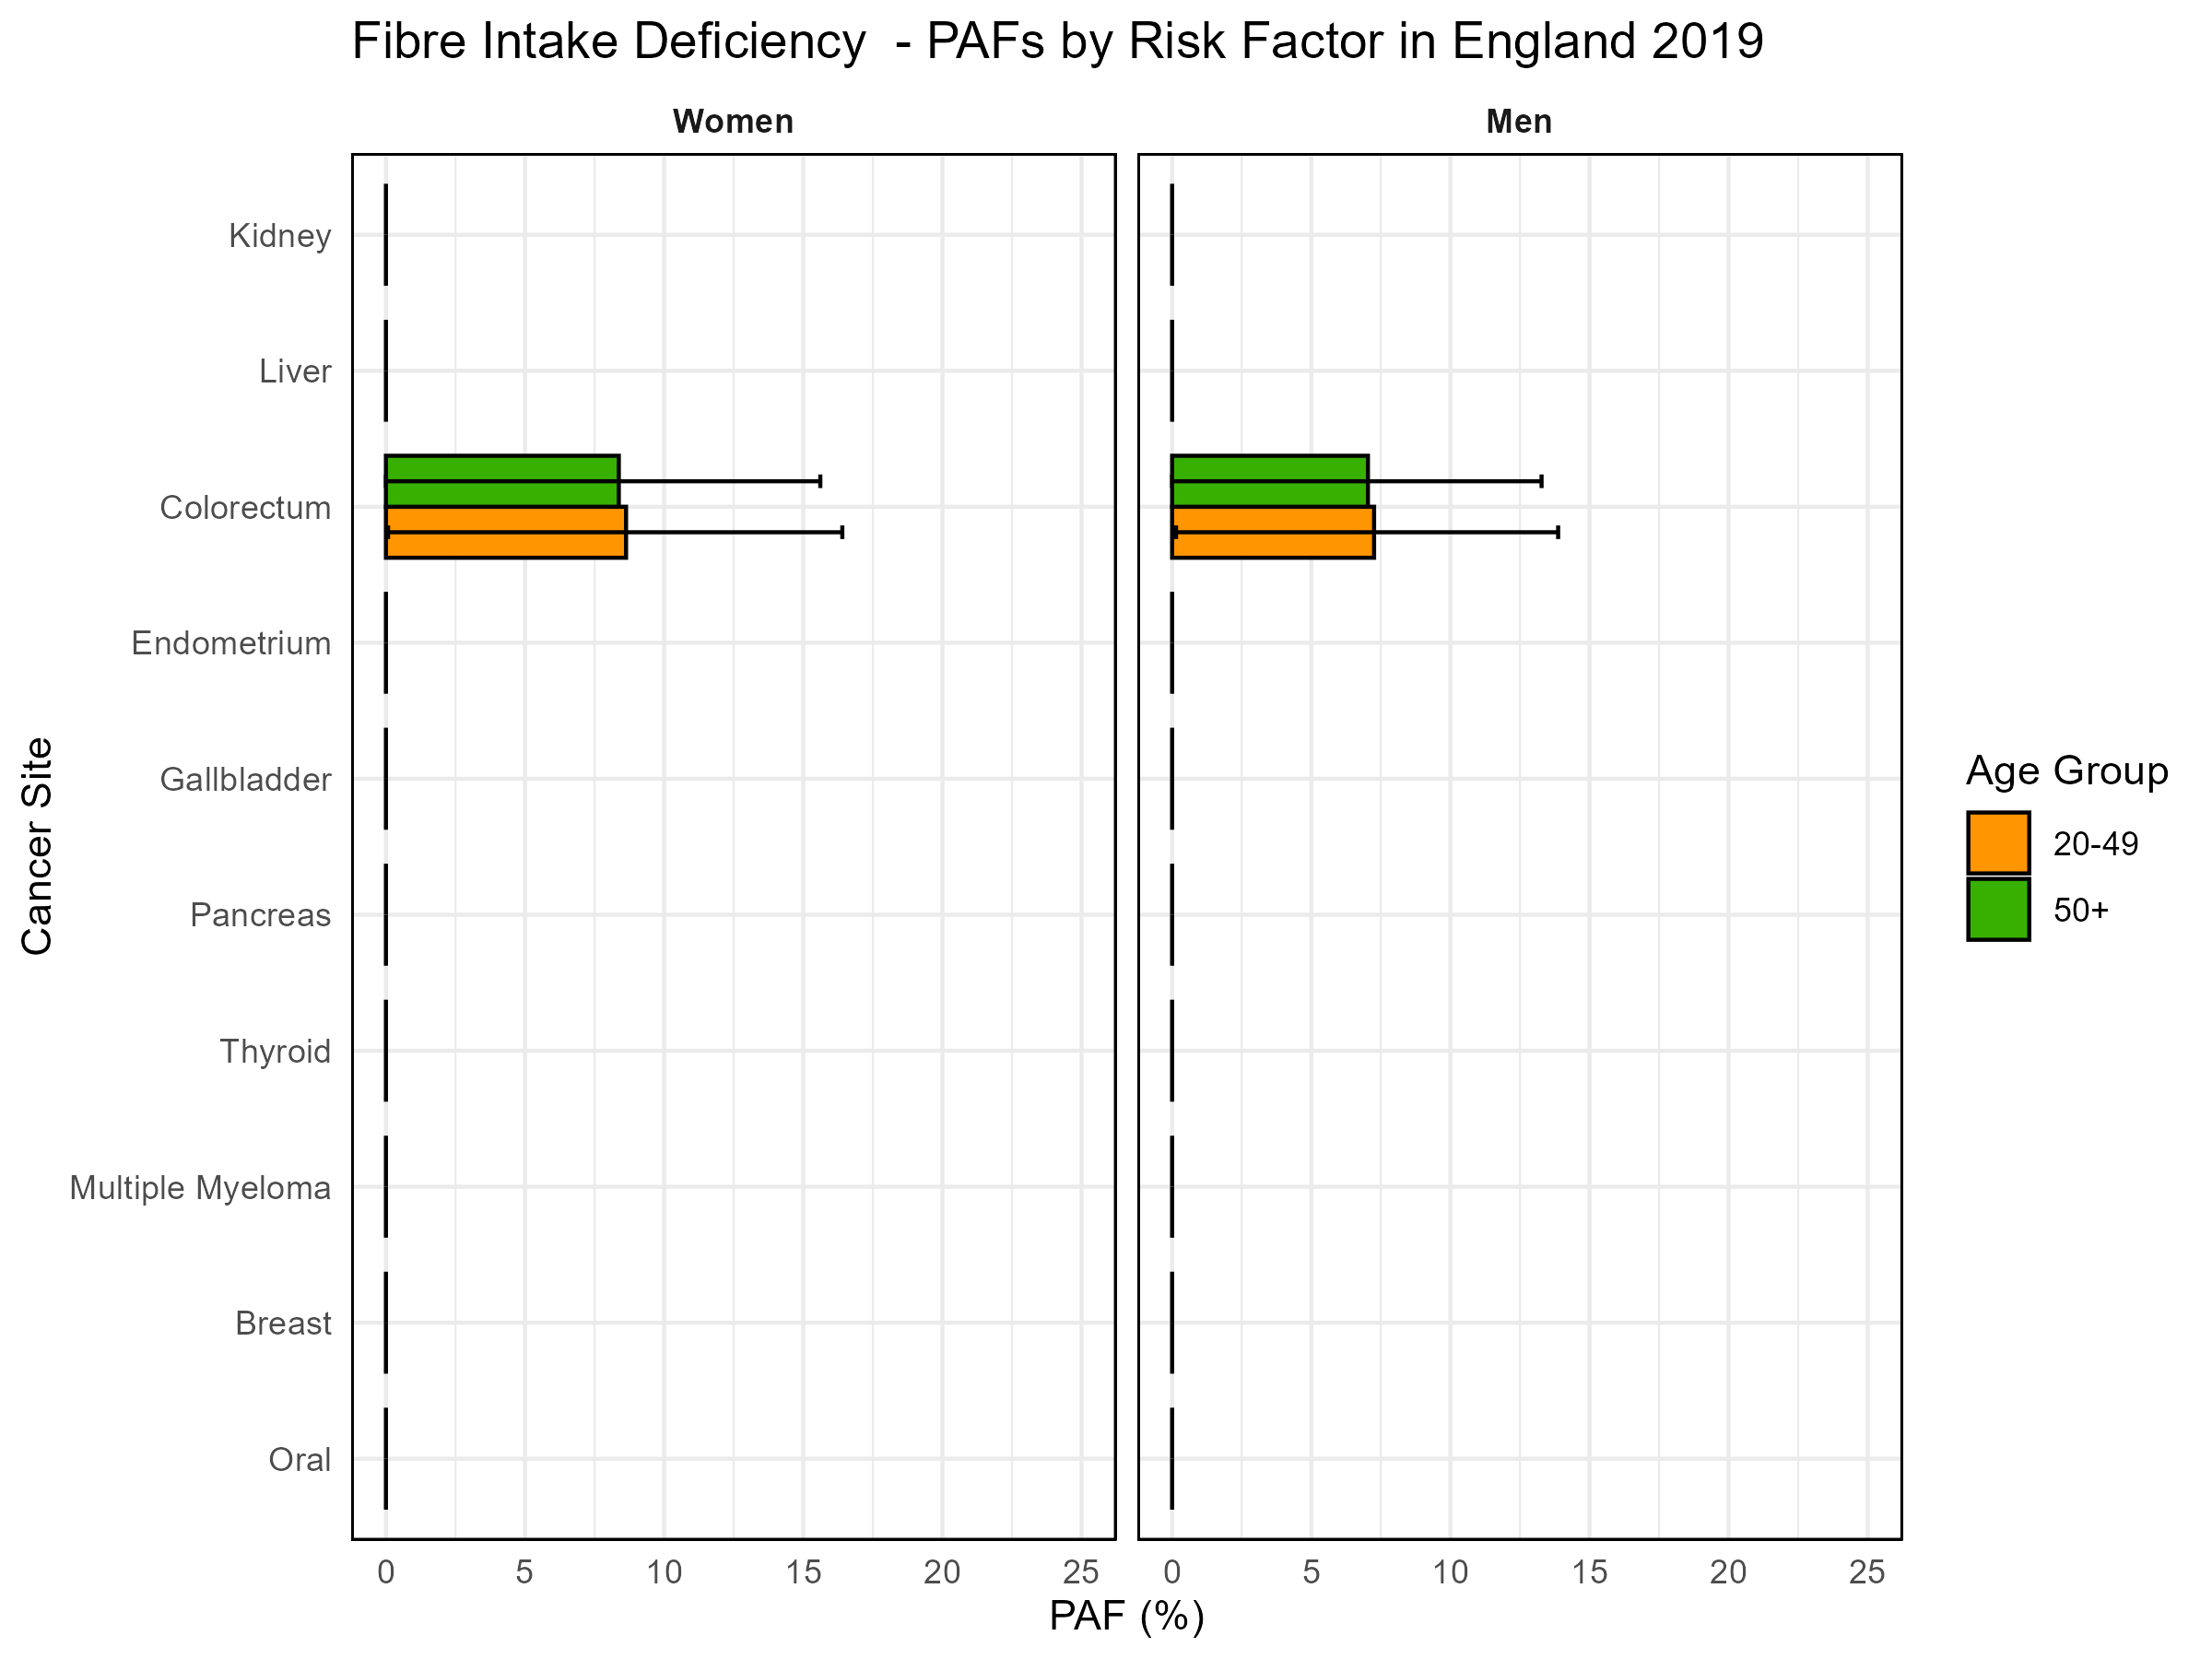 Fibre Intake Deficiency  - PAFs by Risk Factor in England 2019
Women
Men
Kidney
Liver
Colorectum
Endometrium
Gallbladder
Pancreas
Thyroid
Multiple Myeloma
Breast
Oral
Cancer Site
0 5 10 15 20 25
0 5 10 15 20 25
PAF (%)
Age Group
20-49
50+